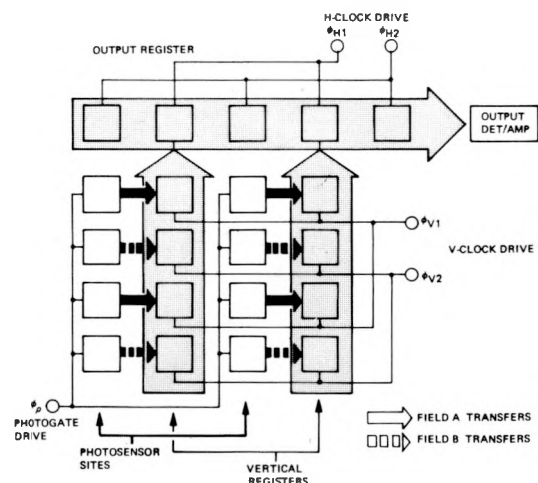 H-CLOCK DRIVE
ϕH1 ϕH2
OUTPUT REGISTER
OUTPUT
DET/AMP
ϕV1
V-CLOCK DRIVE
ϕV2
ϕρ
PHOTOGATE
DRIVE
PHOTOSENSOR
SITES
VERTICAL
REGISTERS
FIELD A TRANSFERS
FIELD B TRANSFERS